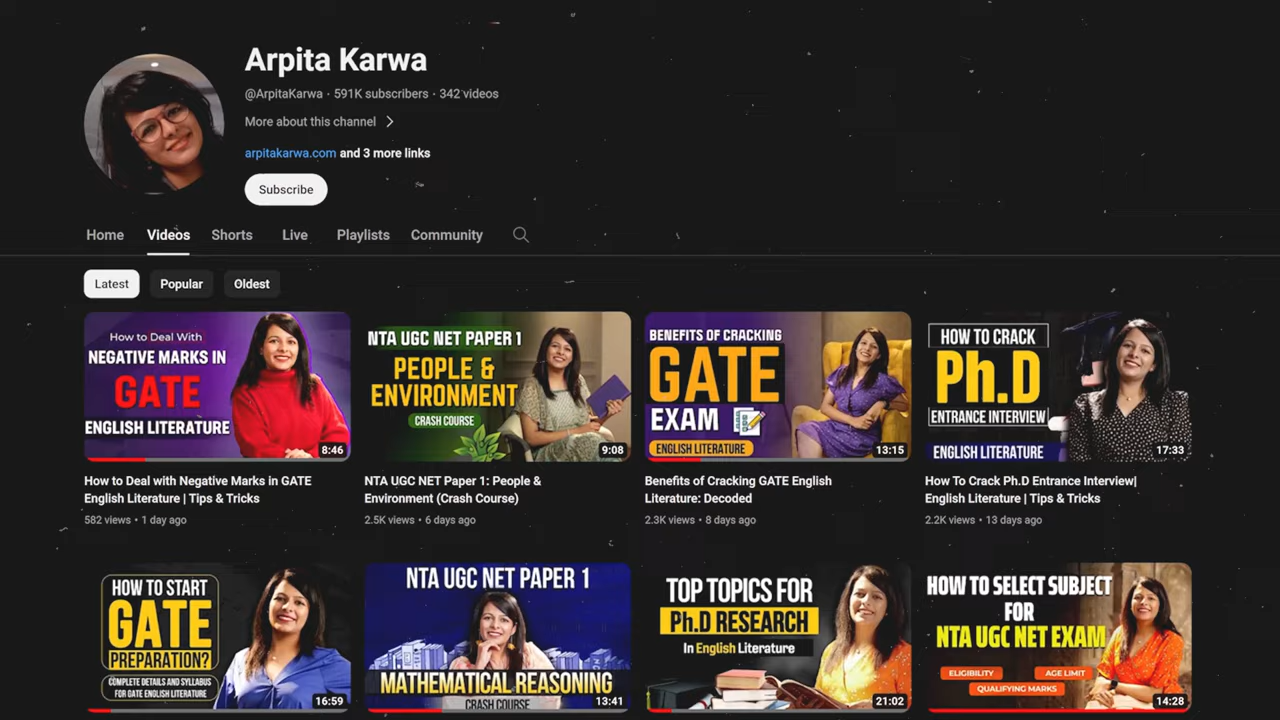 Arpita Karwa
@ArpitaKarwa · 591K subscribers · 342 videos
More about this channel
arpitakarwa.com and 3 more links
Subscribe
Home Videos Shorts Live Playlists Community
Latest Popular Oldest
How to Deal With
NEGATIVE MARKS IN
GATE
ENGLISH LITERATURE
8:46
NTA UGC NET PAPER 1
PEOPLE &
ENVIRONMENT
CRASH COURSE
9:08
BENEFITS OF CRACKING
GATE
EXAM
ENGLISH LITERATURE
13:15
HOW TO CRACK
Ph.D
ENTRANCE INTERVIEW
ENGLISH LITERATURE
17:33
How to Deal with Negative Marks in GATE
English Literature | Tips & Tricks
582 views • 1 day ago
NTA UGC NET Paper 1: People &
Environment (Crash Course)
2.5K views • 6 days ago
Benefits of Cracking GATE English
Literature: Decoded
2.3K views • 8 days ago
How To Crack Ph.D Entrance Interview|
English Literature | Tips & Tricks
2.2K views • 13 days ago
HOW TO START
GATE
PREPARATION?
COMPLETE DETAILS AND SYLLABUS
FOR GATE ENGLISH LITERATURE
16:59
NTA UGC NET PAPER 1
MATHEMATICAL REASONING
CRASH COURSE
13:41
TOP TOPICS FOR
Ph.D RESEARCH
In English Literature
21:02
HOW TO SELECT SUBJECT
FOR
NTA UGC NET EXAM
ELIGIBILITY
AGE LIMIT
QUALIFYING MARKS
14:28